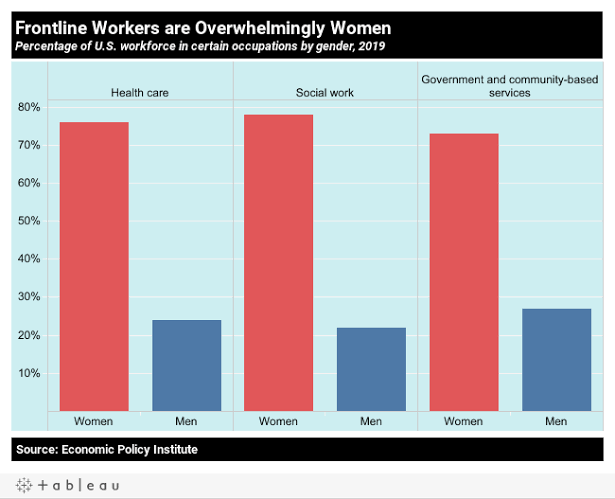 Frontline Workers are Overwhelmingly Women
Percentage of U.S. workforce in certain occupations by gender, 2019
Health care
Social work
Government and community-based
services
80%
70%
60%
50%
40%
30%
20%
10%
Women
Men
Women
Men
Women
Men
Source: Economic Policy Institute
+ableau